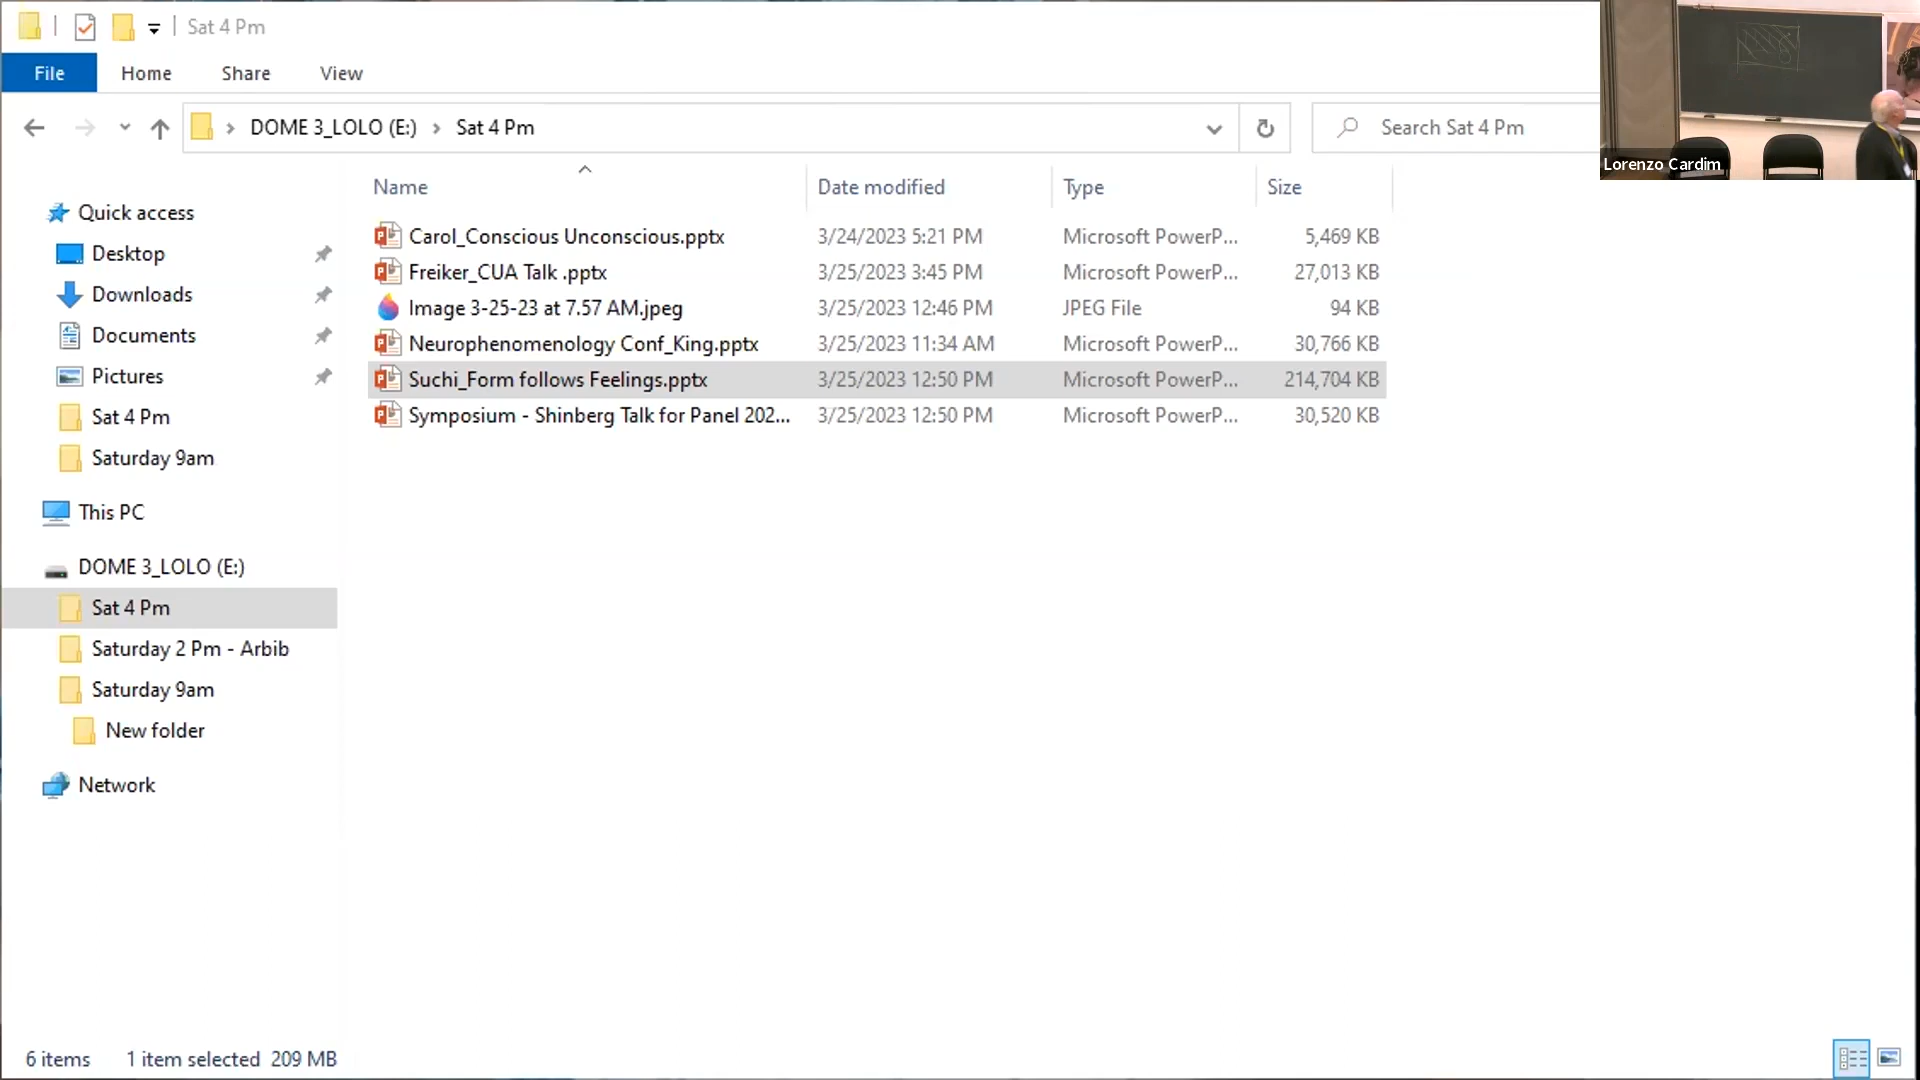 Sat 4 Pm
File Home Share View
DOME 3_LOLO (E:) Sat 4 Pm Search Sat 4 Pm
Lorenzo Cardim
Name Date modified Type Size
Carol_Conscious Unconscious.pptx 3/24/2023 5:21 PM Microsoft PowerP... 5,469 KB
Freiker_CUA Talk .pptx 3/25/2023 3:45 PM Microsoft PowerP... 27,013 KB
Image 3-25-23 at 7.57 AM.jpeg 3/25/2023 12:46 PM JPEG File 94 KB
Neurophenomenology Conf_King.pptx 3/25/2023 11:34 AM Microsoft PowerP... 30,766 KB
Suchi_Form follows Feelings.pptx 3/25/2023 12:50 PM Microsoft PowerP... 214,704 KB
Symposium - Shinberg Talk for Panel 202... 3/25/2023 12:50 PM Microsoft PowerP... 30,520 KB
Quick access
Desktop
Downloads
Documents
Pictures
Sat 4 Pm
Saturday 9am
This PC
DOME 3_LOLO (E:)
Sat 4 Pm
Saturday 2 Pm - Arbib
Saturday 9am
New folder
Network
6 items 1 item selected 209 MB